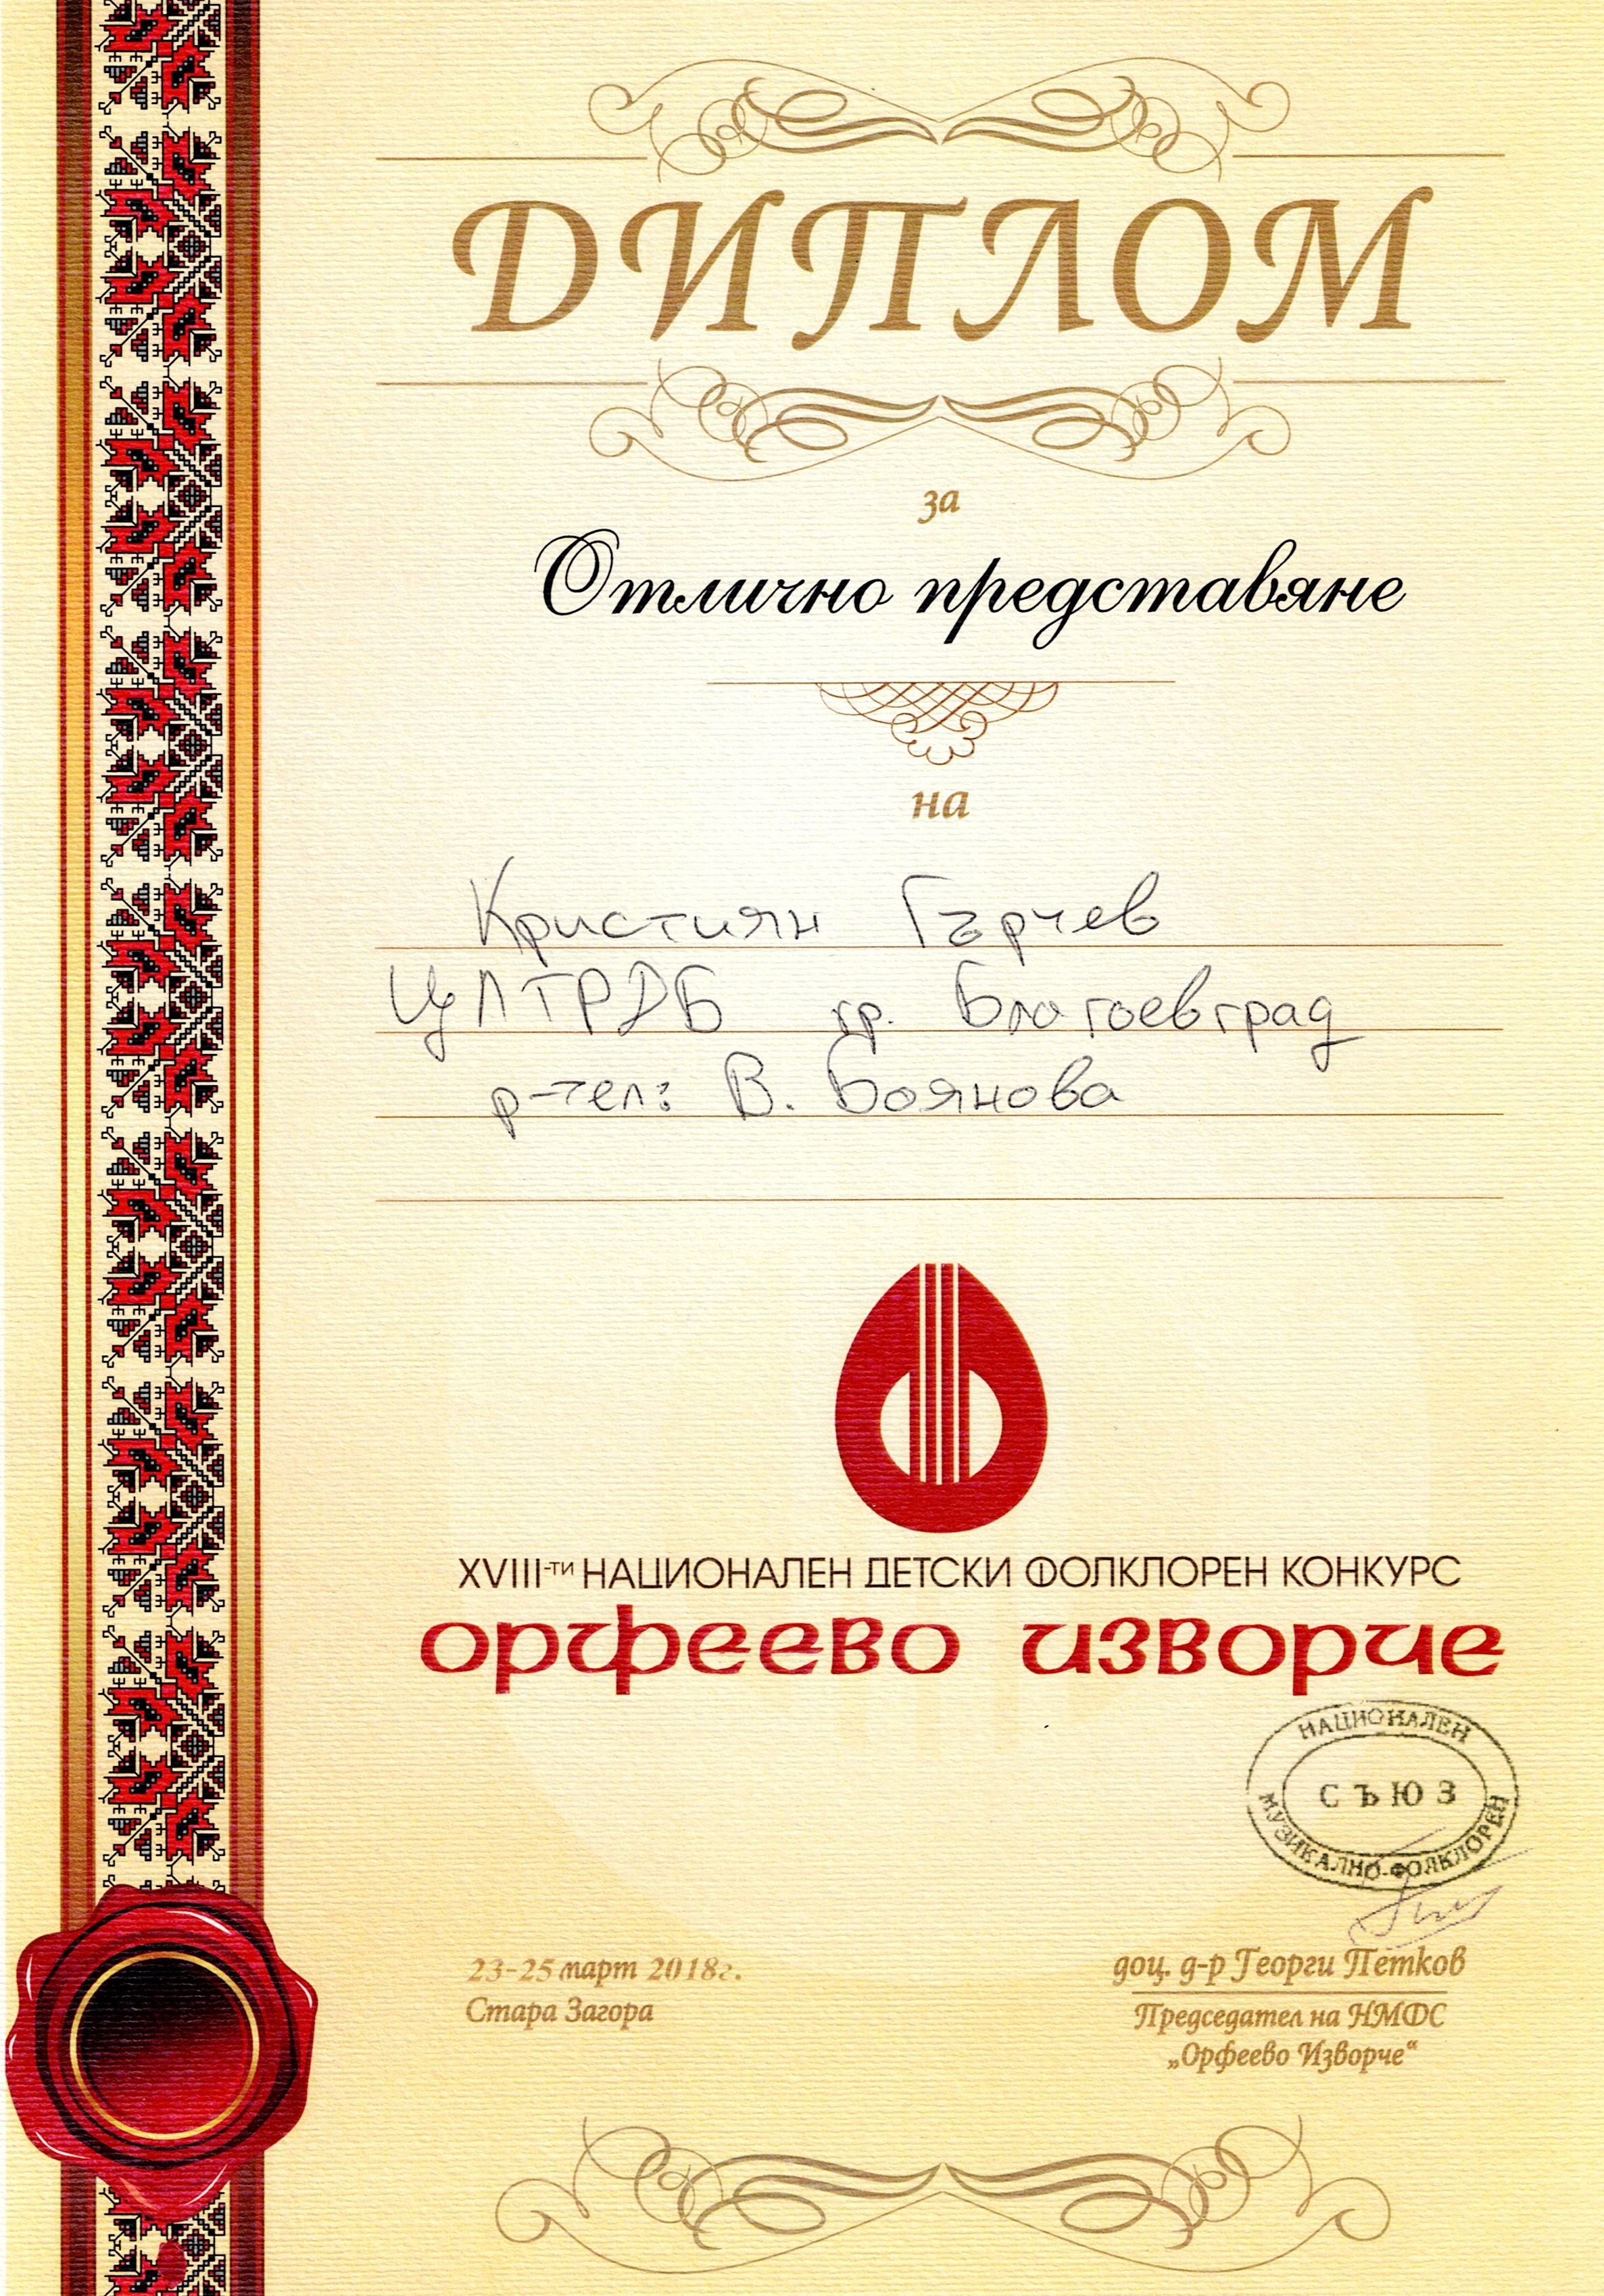 ДИПЛОМ
за
Отлично представяне
на
Кристиян Гърчев
ЦПЛТРДБ гр. Благоевград
р-тел: В. Боянова
XVIII-ти НАЦИОНАЛЕН ДЕТСКИ ФОЛКЛОРЕН КОНКУРС
орфеево изворче
НАЦИОНАЛЕН
СЪЮЗ
МУЗИКАЛНО-ФОЛКЛОРЕН
23-25 март 2018г.
Стара Загора
доц. д-р Георги Петков
Председател на НМФС
„Орфеево Изворче“